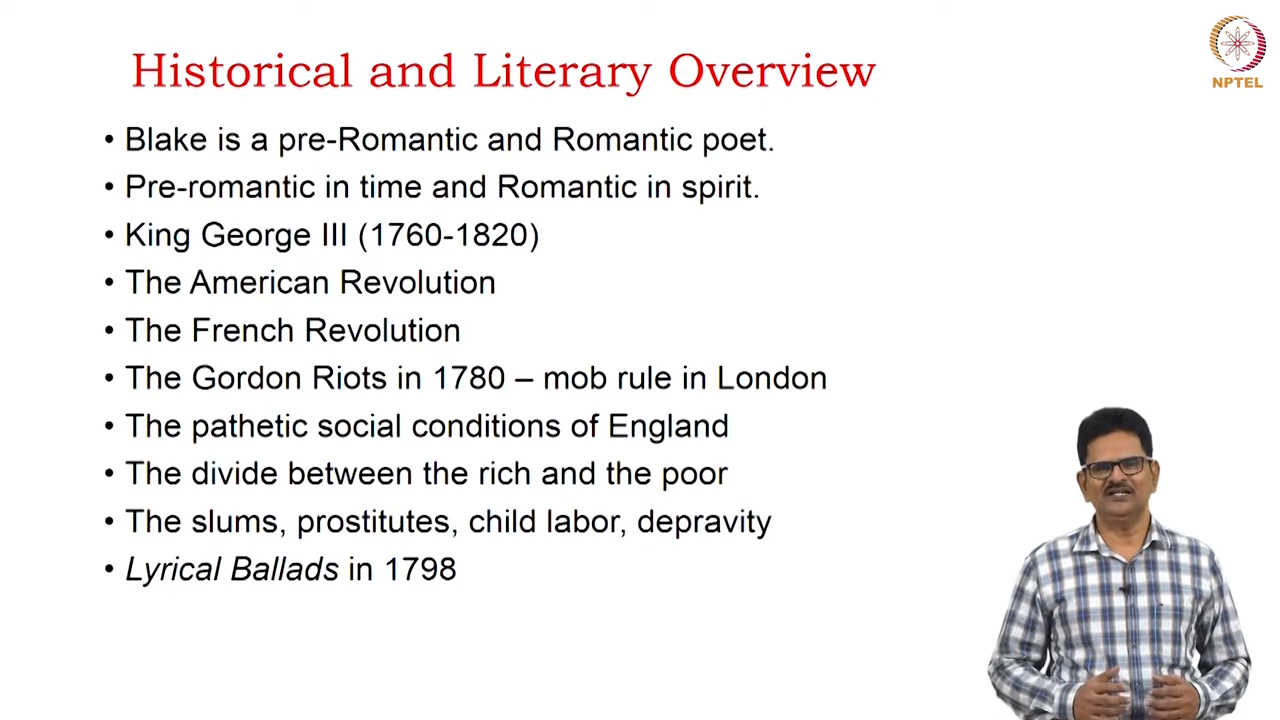 Historical and Literary Overview
NPTEL
• Blake is a pre-Romantic and Romantic poet.
• Pre-romantic in time and Romantic in spirit.
• King George III (1760-1820)
• The American Revolution
• The French Revolution
• The Gordon Riots in 1780 – mob rule in London
• The pathetic social conditions of England
• The divide between the rich and the poor
• The slums, prostitutes, child labor, depravity
• Lyrical Ballads in 1798